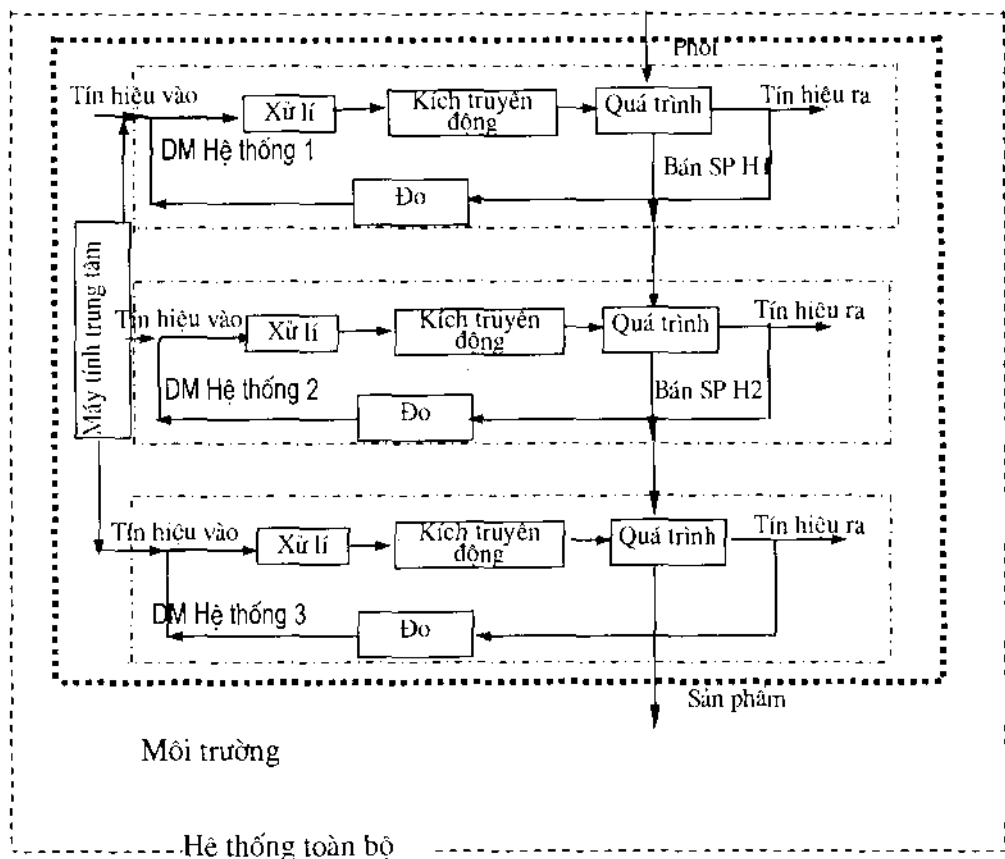 Phôi
Tín hiệu vào
Xử lí
Kích truyền
động
Quá trình
Tín hiệu ra
DM Hệ thống 1
Bán SP H
Đo
Máy tính trung tâm
Tín hiệu vào
Xử lí
Kích truyền
động
Quá trình
Tín hiệu ra
DM Hệ thống 2
Bán SP H2
Đo
Tín hiệu vào
Xử lí
Kích truyền
động
Quá trình
Tín hiệu ra
DM Hệ thống 3
Đo
Sản phẩm
Môi trường
Hệ thống toàn bộ